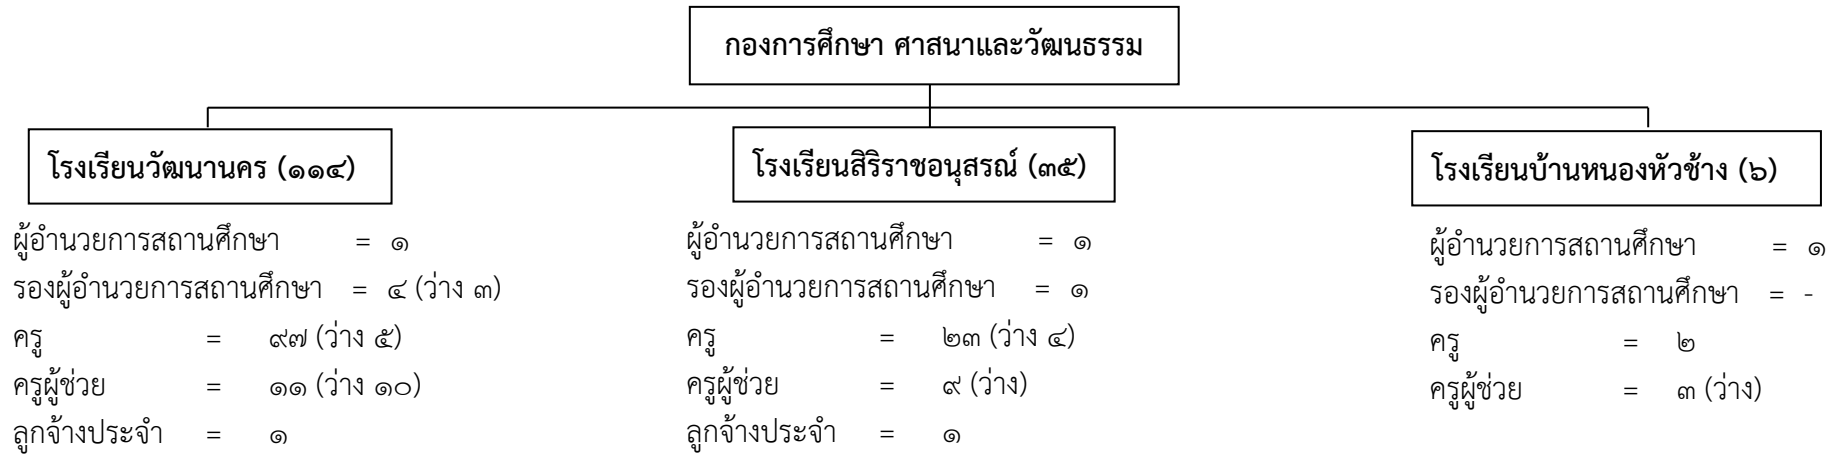 กองการศึกษา ศาสนาและวัฒนธรรม
โรงเรียนวัฒนานคร (๑๑๔)
ผู้อำนวยการสถานศึกษา = ๑
รองผู้อำนวยการสถานศึกษา = ๔ (ว่าง ๓)
ครู = ๙๗ (ว่าง ๕)
ครูผู้ช่วย = ๑๑ (ว่าง ๑๐)
ลูกจ้างประจำ = ๑
โรงเรียนสิริราชอนุสรณ์ (๓๕)
ผู้อำนวยการสถานศึกษา = ๑
รองผู้อำนวยการสถานศึกษา = ๑
ครู = ๒๓ (ว่าง ๔)
ครูผู้ช่วย = ๙ (ว่าง)
ลูกจ้างประจำ = ๑
โรงเรียนบ้านหนองหัวช้าง (๖)
ผู้อำนวยการสถานศึกษา = ๑
รองผู้อำนวยการสถานศึกษา = -
ครู = ๒
ครูผู้ช่วย = ๓ (ว่าง)